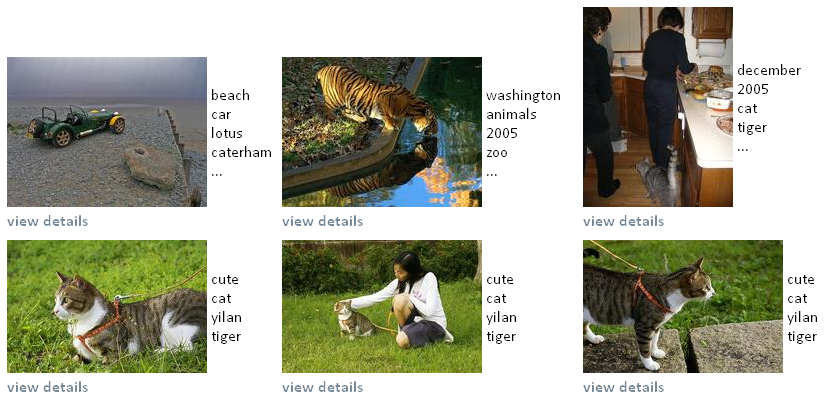 beach
car
lotus
caterham
...
view details
washington
animals
2005
zoo
...
view details
december
2005
cat
tiger
...
view details
cute
cat
yilan
tiger
view details
cute
cat
yilan
tiger
view details
cute
cat
yilan
tiger
view details